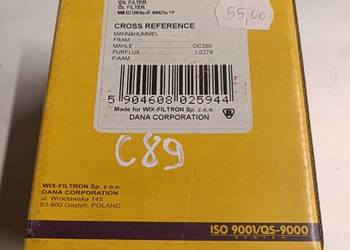 OIL FILTER
ÖL FILTER
МАСЛЯНЫЙ ФИЛЬТР
55,00
CROSS REFERENCE
MANN&HUMMEL
FRAM
MAHLE OC290
PURFLUX LS279
FIAAM
5 904608 025944
Made for WIX-FILTRON Sp. z o.o.
DANA CORPORATION
C89
WIX-FILTRON Sp. z o.o.
DANA CORPORATION
ul. Wrocławska 145
63-800 Gostyń, POLAND
ISO 9001/QS-9000
SYSTEM